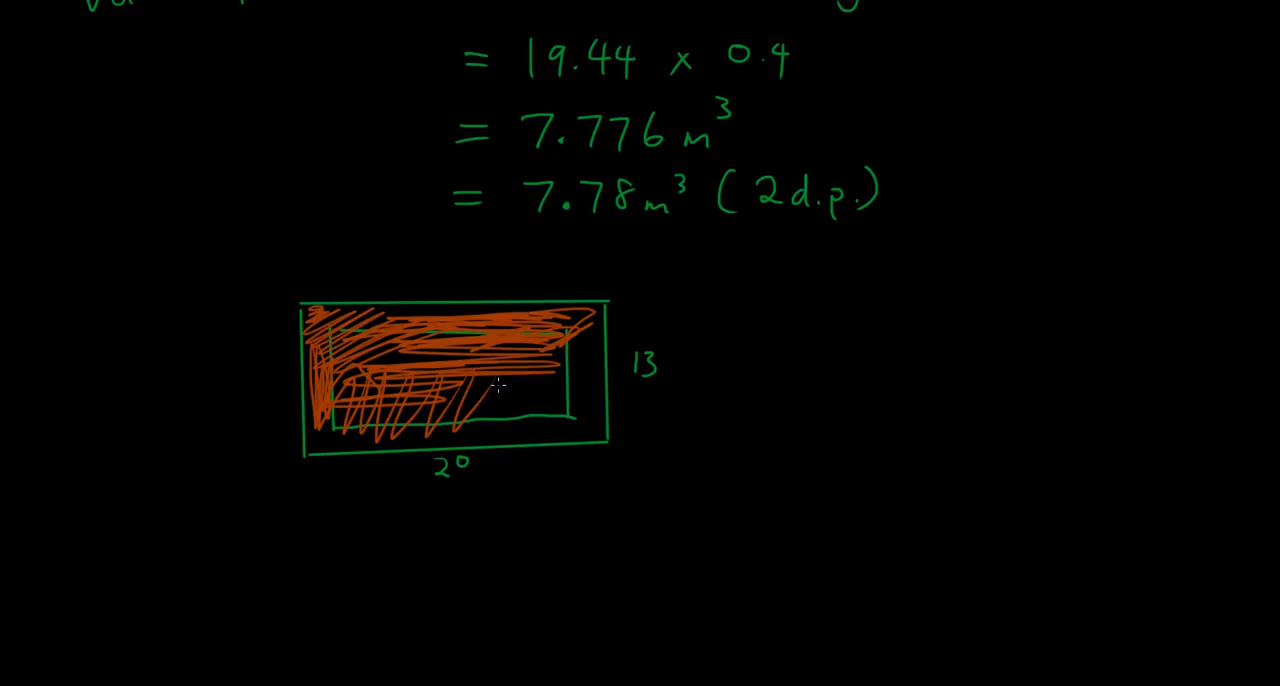 = 19.44 x 0.4
= 7.776 m³
= 7.78 m³ (2 d.p.)
13
20